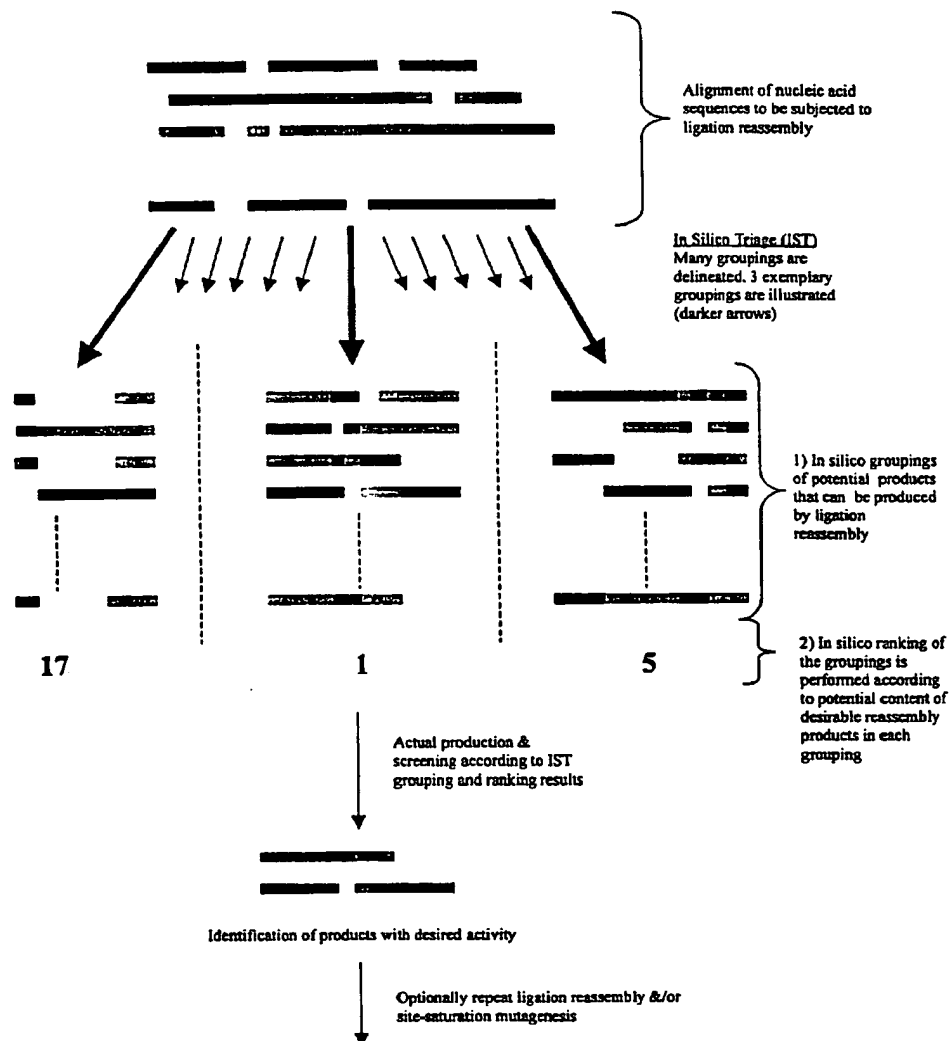 Alignment of nucleic acid
sequences to be subjected to
ligation reassembly
In Silico Triage (IST)
Many groupings are
delineated, 3 exemplary
groupings are illustrated
(darker arrows)
1) In silico groupings
of potential products
that can be produced
by ligation
reassembly
17
1
5
2) In silico ranking of
the groupings is
performed according
to potential content of
desirable reassembly
products in each
grouping
Actual production &
screening according to IST
grouping and ranking results
Identification of products with desired activity
Optionally repeat ligation reassembly &/or
site-saturation mutagenesis